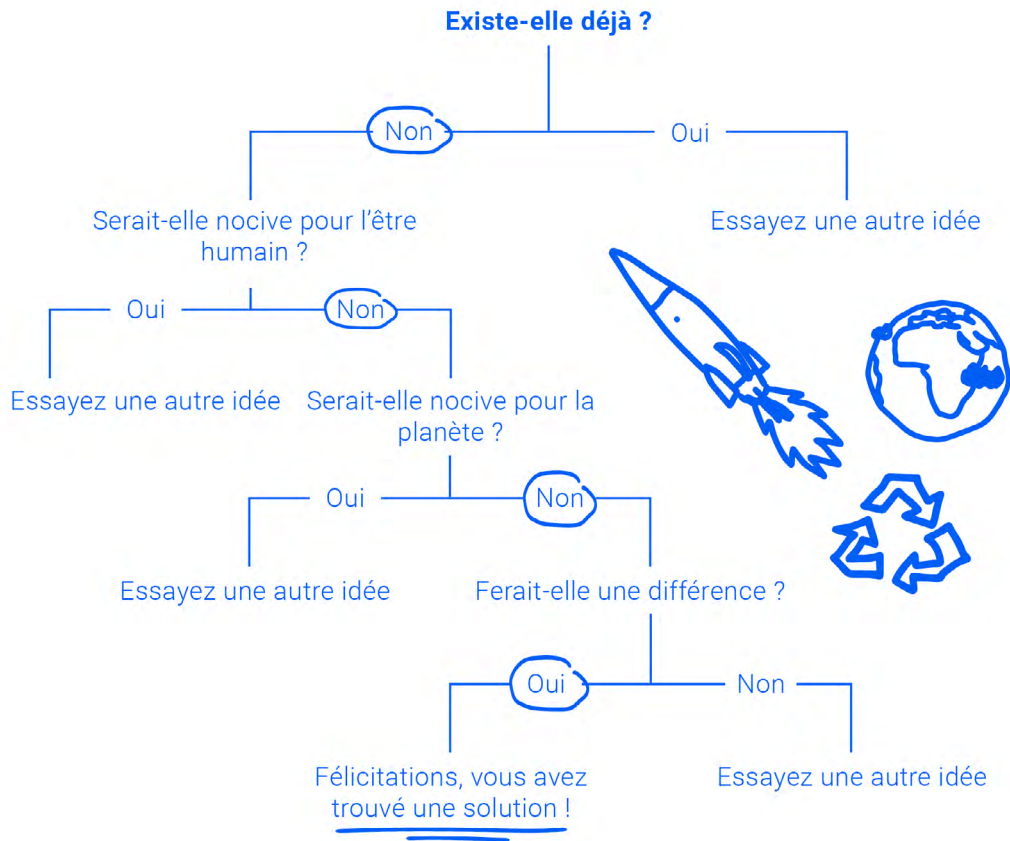 Existe-elle déjà ?
Non
Oui
Serait-elle nocive pour l'être
humain ?
Essayez une autre idée
Oui
Non
Essayez une autre idée
Serait-elle nocive pour la
planète ?
Oui
Non
Essayez une autre idée
Ferait-elle une différence ?
Oui
Non
Félicitations, vous avez
trouvé une solution !
Essayez une autre idée